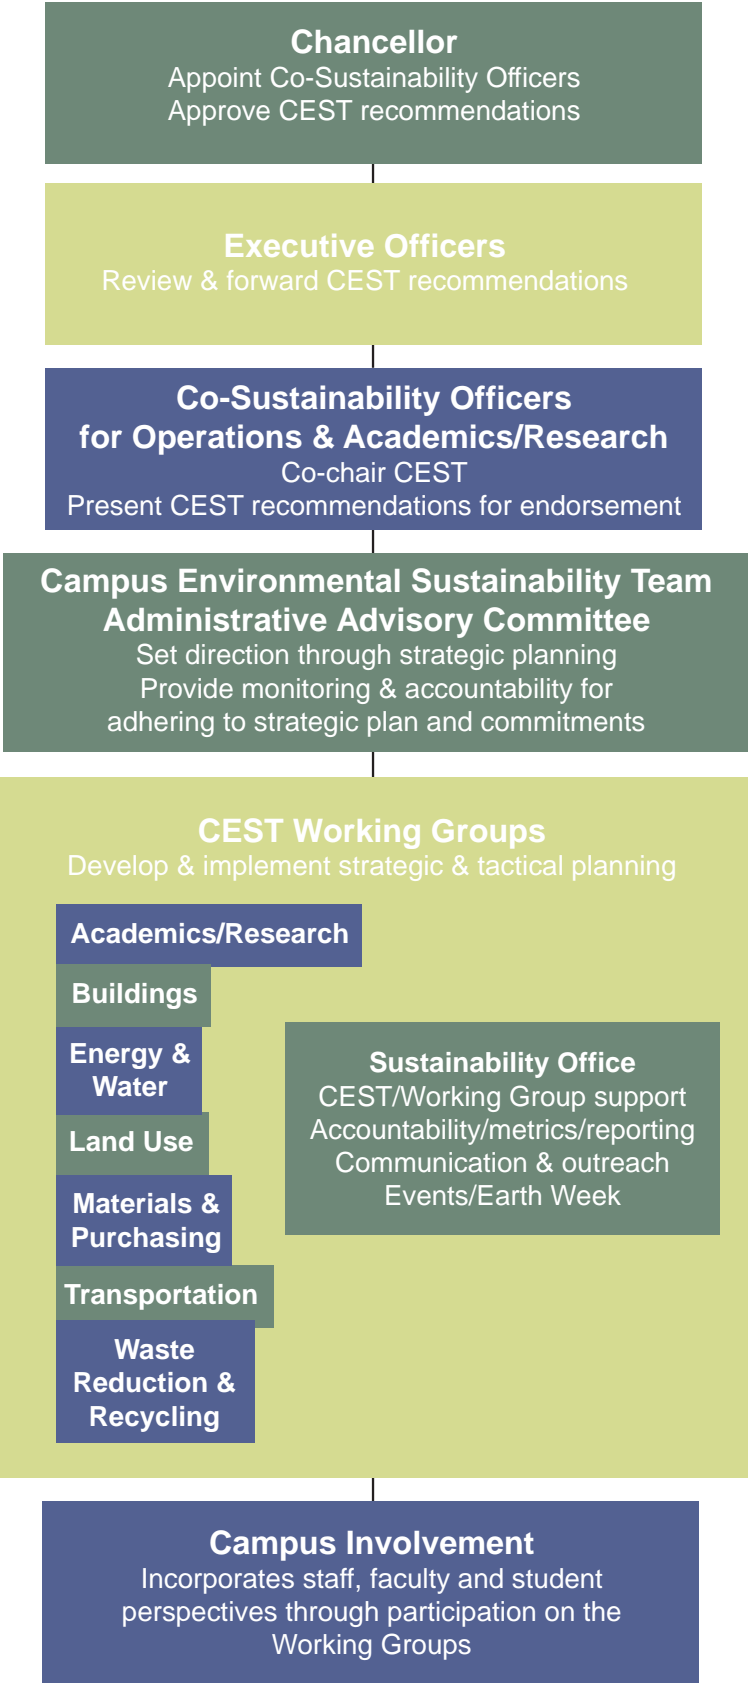 Chancellor
Appoint Co-Sustainability Officers
Approve CEST recommendations
Executive Officers
Review & forward CEST recommendations
Co-Sustainability Officers
for Operations & Academics/Research
Co-chair CEST
Present CEST recommendations for endorsement
Campus Environmental Sustainability Team
Administrative Advisory Committee
Set direction through strategic planning
Provide monitoring & accountability for
adhering to strategic plan and commitments
CEST Working Groups
Develop & implement strategic & tactical planning
Academics/Research
Buildings
Energy &
Water
Land Use
Materials &
Purchasing
Transportation
Waste
Reduction &
Recycling
Sustainability Office
CEST/Working Group support
Accountability/metrics/reporting
Communication & outreach
Events/Earth Week
Campus Involvement
Incorporates staff, faculty and student
perspectives through participation on the
Working Groups